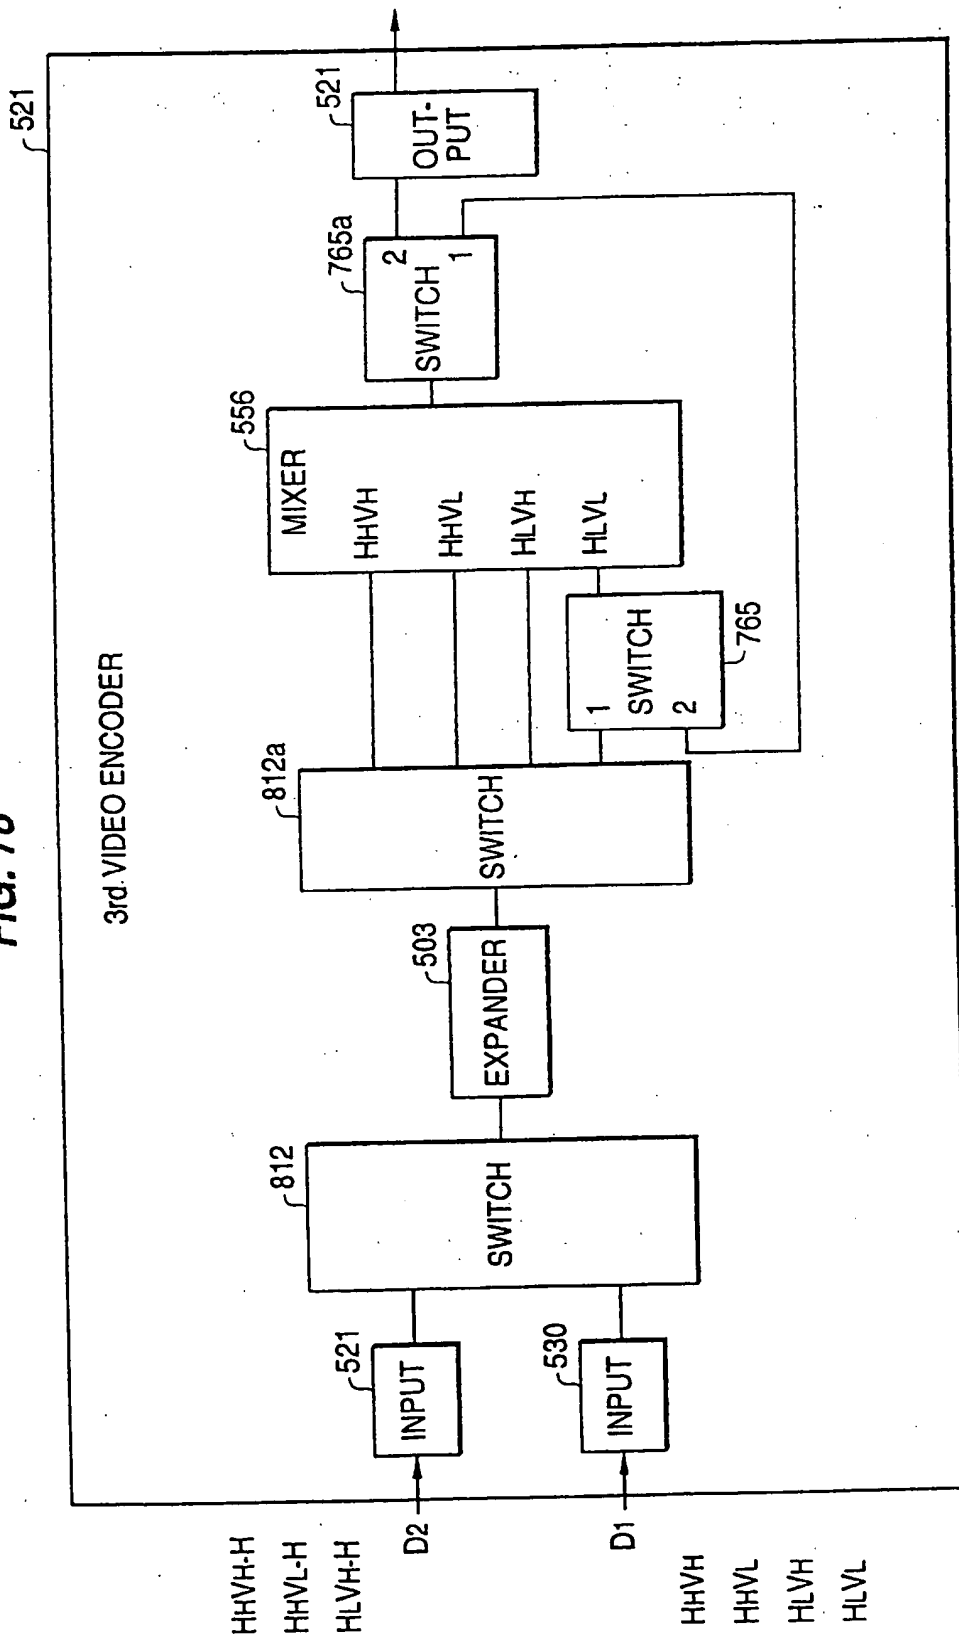 FIG. 78
521
3rd. VIDEO ENCODER
HHVH-H
HHVL-H
HLVH-H
D2
D1
HHVH
HHVL
HLVH
HLVL
521
INPUT
530
INPUT
812
SWITCH
503
EXPANDER
812a
SWITCH
1
2
SWITCH
765
556
MIXER
HHVH
HHVL
HLVH
HLVL
765a
SWITCH
2
1
521
OUT-
PUT